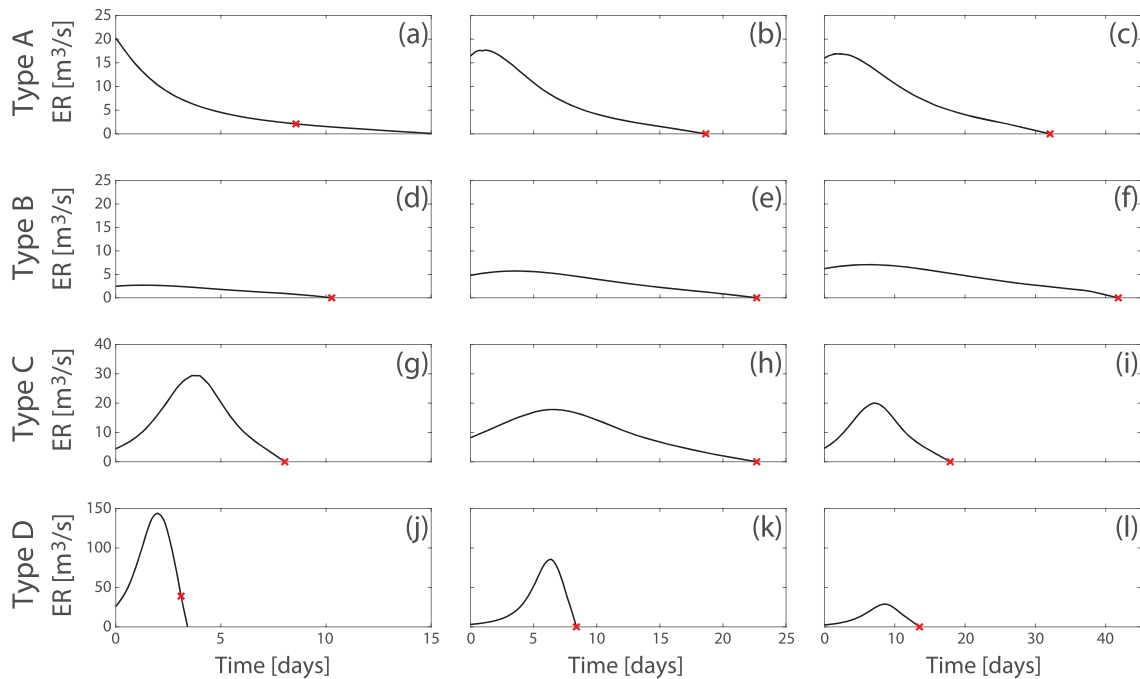 Type A
ER [m³/s]
25
20
15
10
5
0
(a)
(b)
(c)
Type B
ER [m³/s]
25
20
15
10
5
0
(d)
(e)
(f)
Type C
ER [m³/s]
40
30
20
10
0
(g)
(h)
(i)
Type D
ER [m³/s]
150
100
50
0
(j)
(k)
(l)
0 5 10 15
0 5 10 15 20 25
0 10 20 30 40
Time [days]
Time [days]
Time [days]